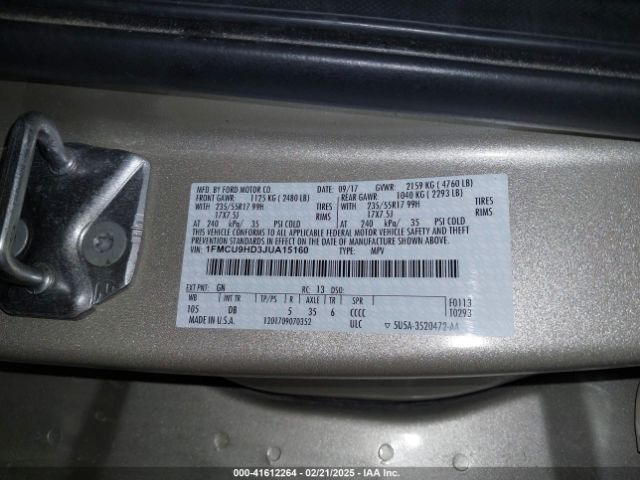 MFD. BY FORD MOTOR CO. DATE: 09/17 GVWR: 2159 KG (4760 LB)
FRONT GAWR: 1125 KG (2480 LB) REAR GAWR: 1040 KG (2293 LB)
WITH 235/55R17 99H TIRES WITH 235/55R17 99H TIRES
17X7.5J RIMS 17X7.5J RIMS
AT 240 kPa/ 35 PSI COLD AT 240 kPa/ 35 PSI COLD
THIS VEHICLE CONFORMS TO ALL APPLICABLE FEDERAL MOTOR VEHICLE SAFETY AND THEFT
PREVENTION STANDARDS IN EFFECT ON THE DATE OF MANUFACTURE SHOWN ABOVE.
VIN: 1FMCU9HD3JUA15160 TYPE: MPV
EXT PNT: GN RC: 13 DSO:
WB INT TR TP/PS R AXLE TR SPR F0113
105 DB 5 35 6 CCCC T0293
MADE IN U.S.A. 1201709070352 ULC 5U5A-3520472-AA
000-41612264 - 02/21/2025 - IAA Inc.